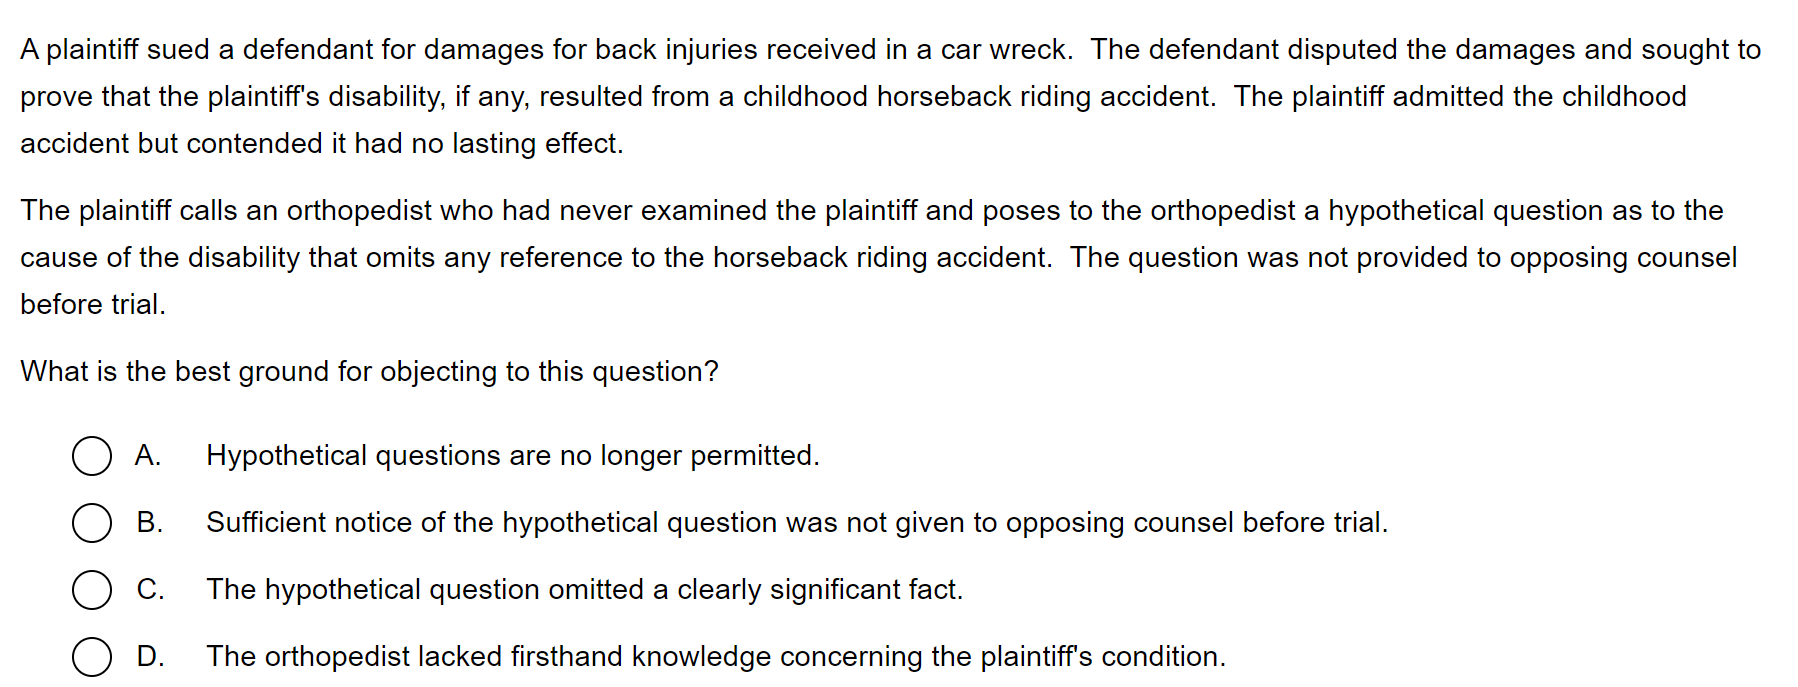 A plaintiff sued a defendant for damages for back injuries received in a car wreck.  The defendant disputed the damages and sought to
prove that the plaintiff's disability, if any, resulted from a childhood horseback riding accident.  The plaintiff admitted the childhood
accident but contended it had no lasting effect.
The plaintiff calls an orthopedist who had never examined the plaintiff and poses to the orthopedist a hypothetical question as to the
cause of the disability that omits any reference to the horseback riding accident.  The question was not provided to opposing counsel
before trial.
What is the best ground for objecting to this question?
A. Hypothetical questions are no longer permitted.
B. Sufficient notice of the hypothetical question was not given to opposing counsel before trial.
C. The hypothetical question omitted a clearly significant fact.
D. The orthopedist lacked firsthand knowledge concerning the plaintiff's condition.